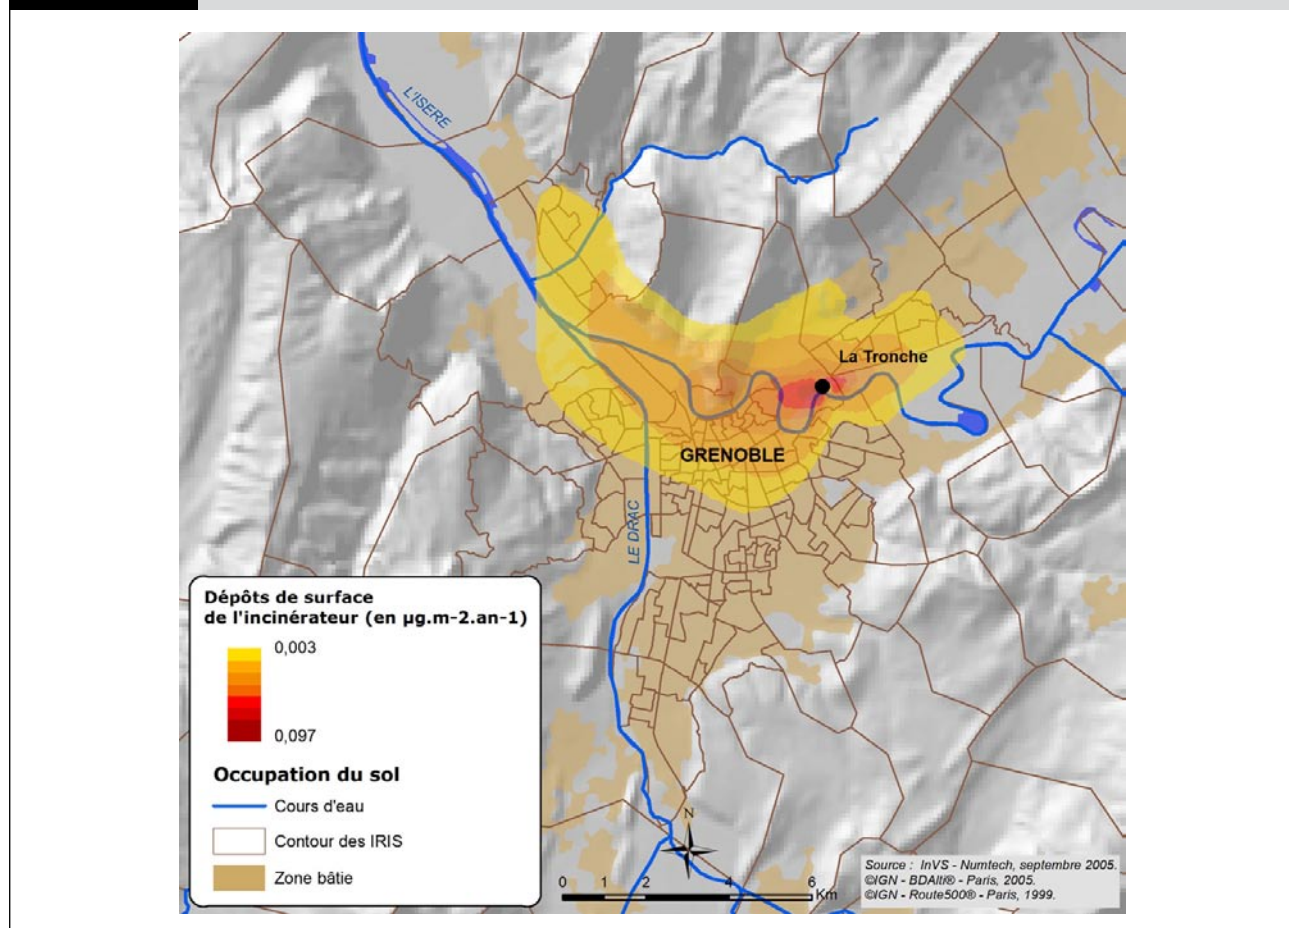 L'ISERE
La Tronche
GRENOBLE
LE DRAC
Dépôts de surface
de l'incinérateur (en µg.m-2.an-1)
0,003
0,097
Occupation du sol
Cours d'eau
Contour des IRIS
Zone bâtie
N
0 1 2 4 6
Km
Source : InVS - Numtech, septembre 2005.
©IGN - BDAlti® - Paris, 2005.
©IGN - Route500® - Paris, 1999.